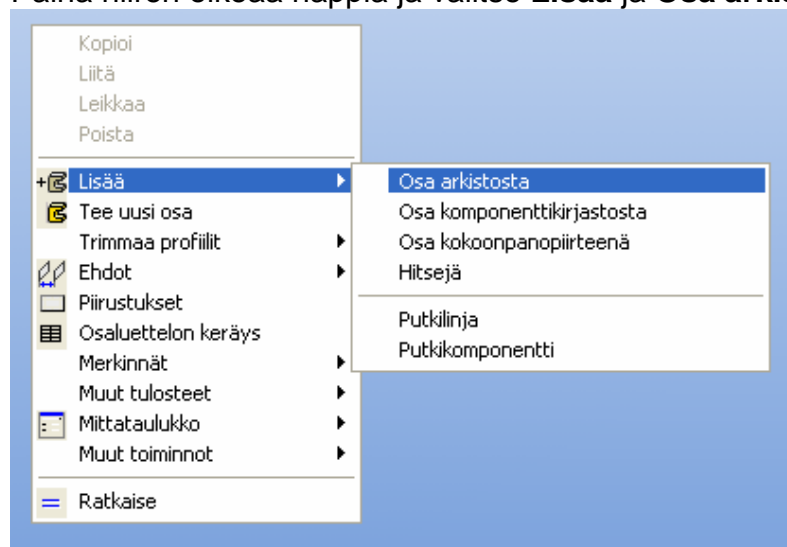 Paina hiiren oikeaa nappia ja valitse Lisää ja Osa
Kopioi
Liitä
Leikkaa
Poista
Lisää
Tee uusi osa
Trimmaa profiilit
Ehdot
Piirustukset
Osaluettelon keräys
Merkinnät
Muut tulosteet
Mittataulukko
Muut toiminnot
Ratkaise
Osa arkistosta
Osa komponenttikirjastosta
Osa kokoonpanopiirteenä
Hitsejä
Putkilinja
Putkikomponentti